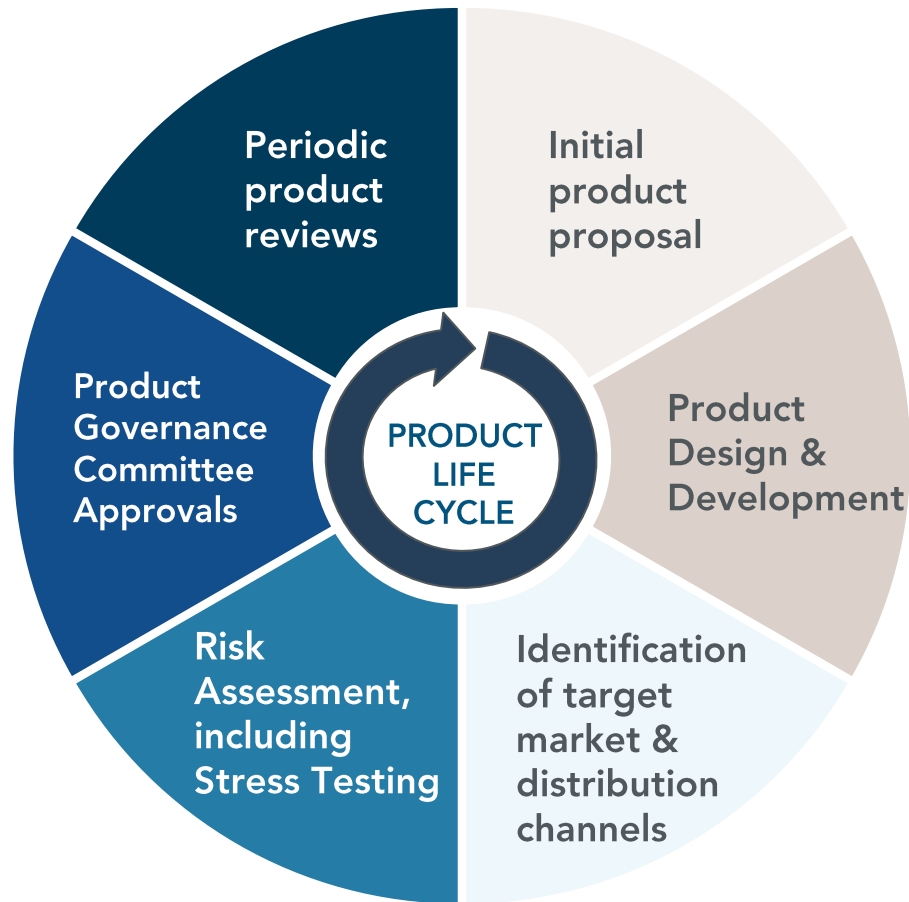 Initial
product
proposal
Product
Design &
Development
Identification
of target
market &
distribution
channels
Risk
Assessment,
including
Stress Testing
Product
Governance
Committee
Approvals
Periodic
product
reviews
PRODUCT
LIFE
CYCLE